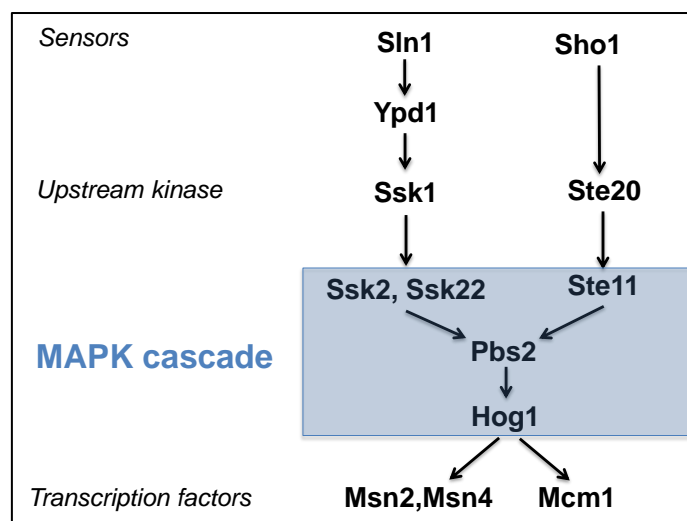 Sensors Sln1 Sho1
Ypd1
Upstream kinase Ssk1 Ste20
Ssk2, Ssk22 Ste11
MAPK cascade Pbs2
Hog1
Transcription factors Msn2,Msn4 Mcm1